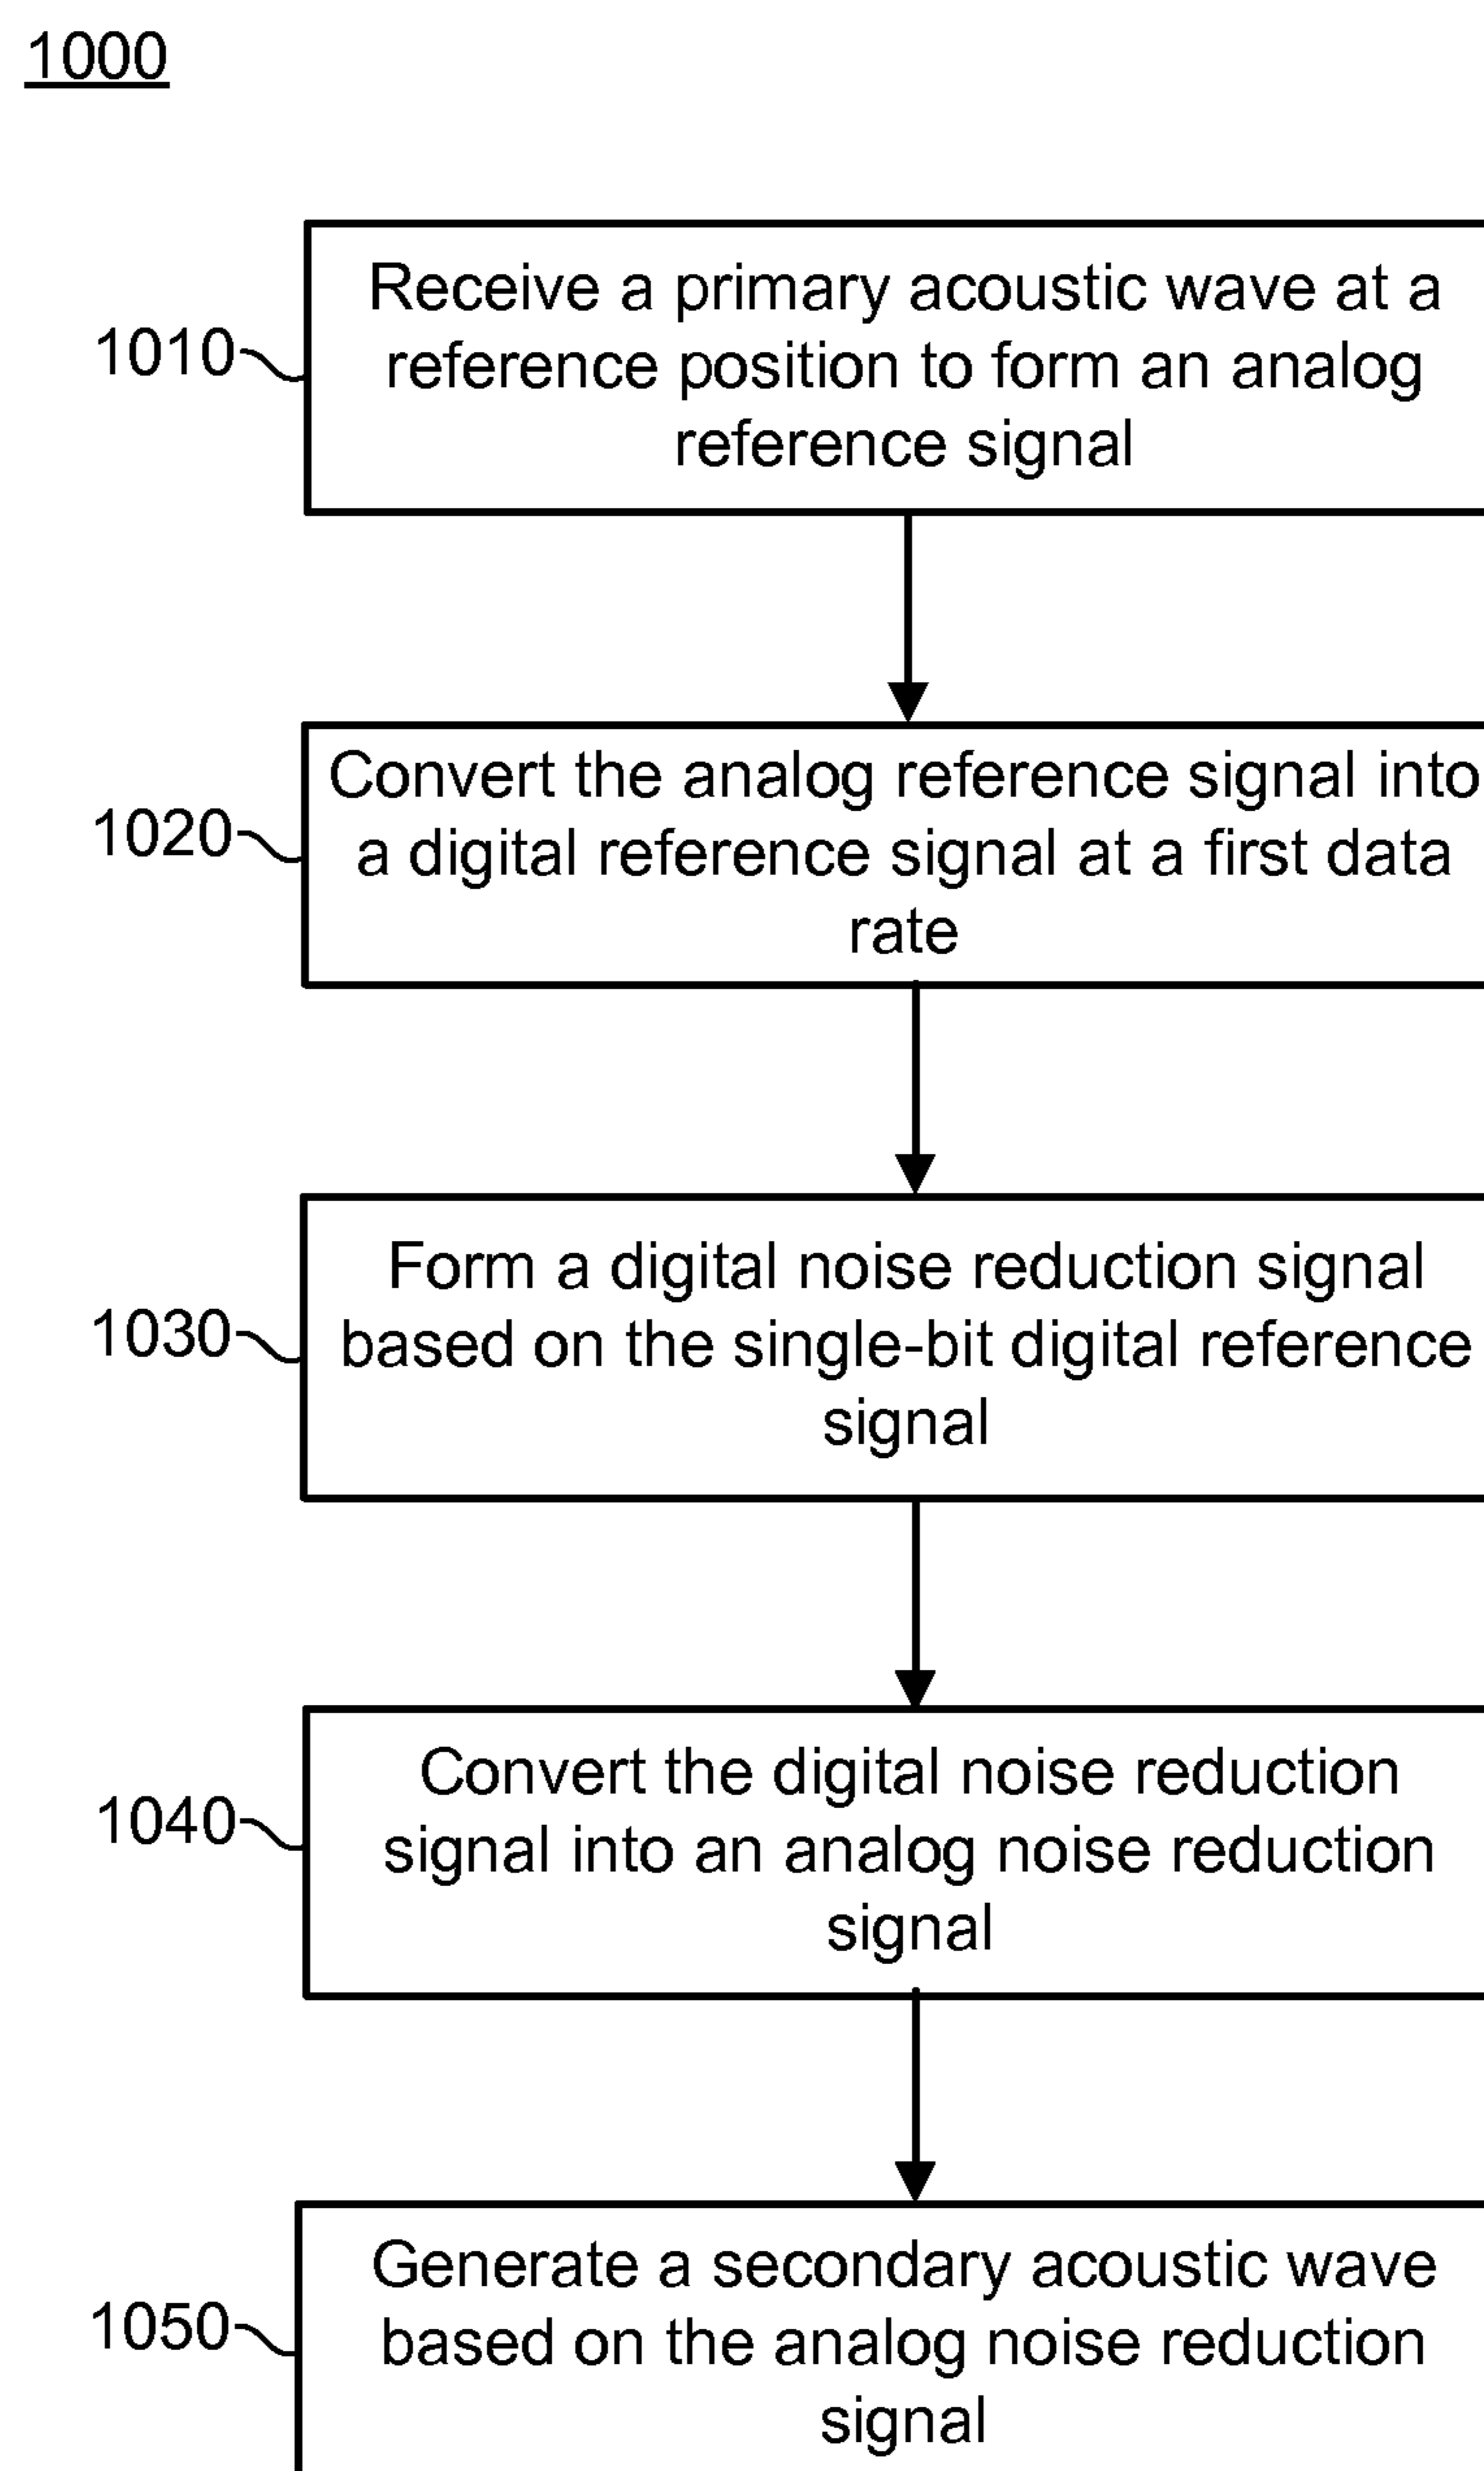 1000
1010
Receive a primary acoustic wave at a
reference position to form an analog
reference signal
1020
Convert the analog reference signal into
a digital reference signal at a first data
rate
1030
Form a digital noise reduction signal
based on the single-bit digital reference
signal
1040
Convert the digital noise reduction
signal into an analog noise reduction
signal
1050
Generate a secondary acoustic wave
based on the analog noise reduction
signal